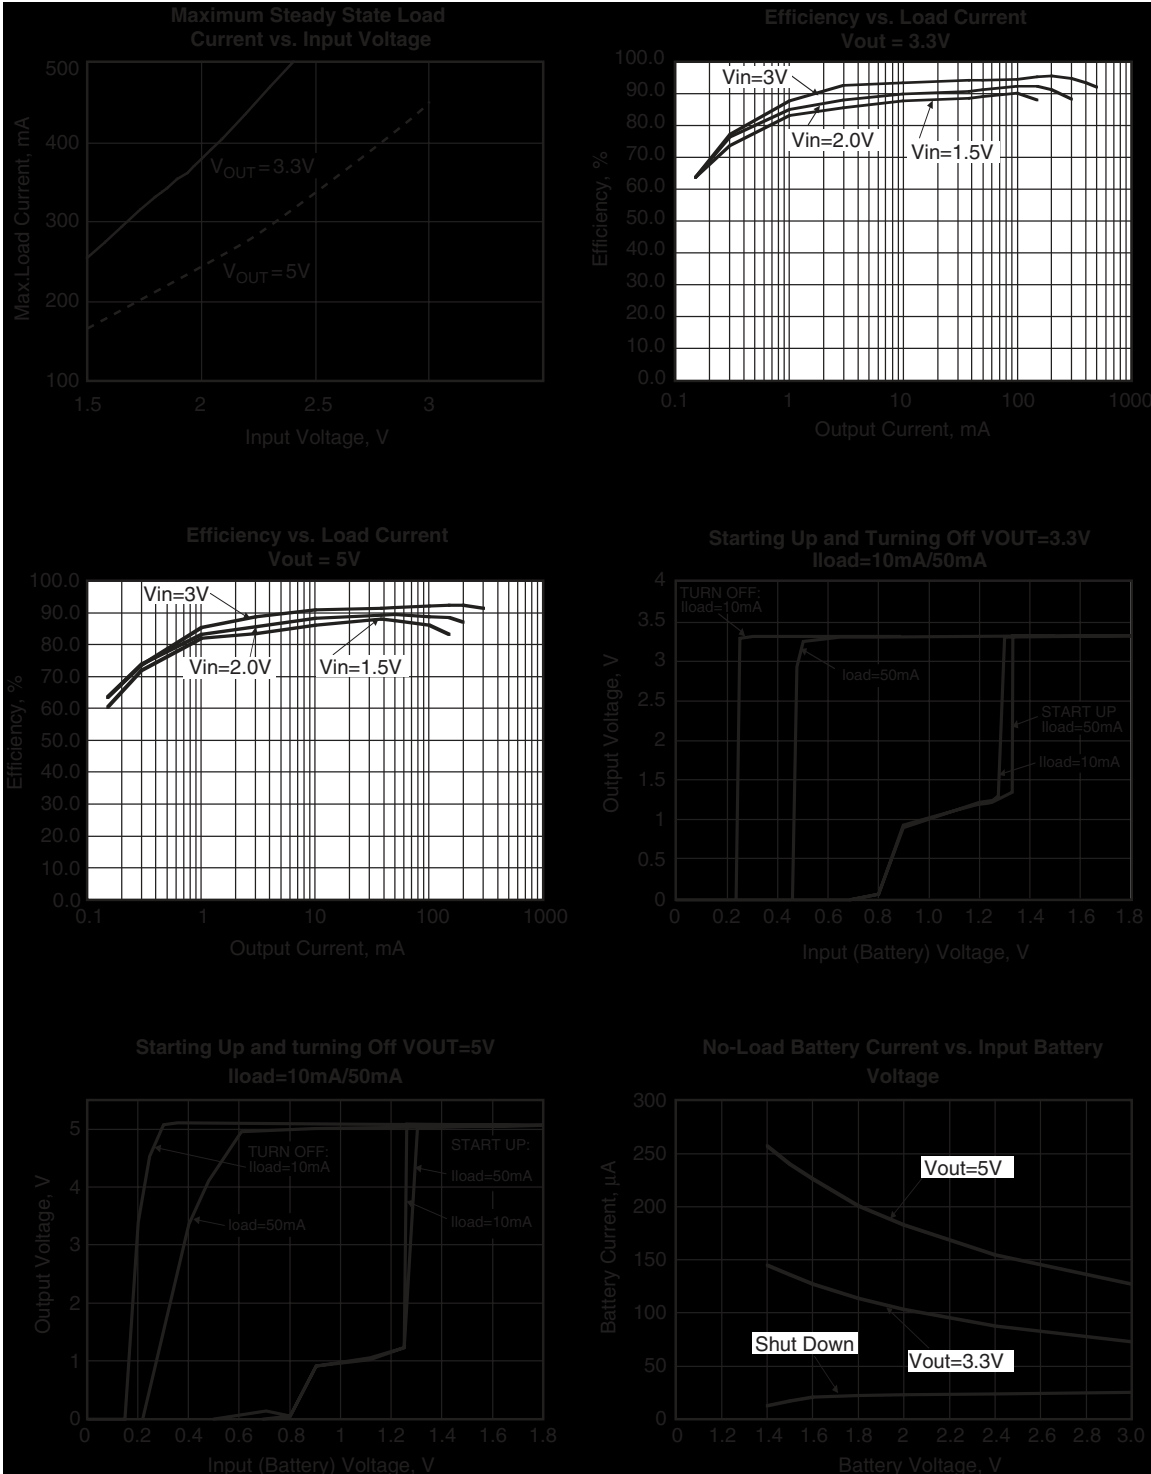 Maximum Steady State Load
Current vs. Input Voltage
500
400
300
200
100
Max.Load Current, mA
VOUT = 3.3V
VOUT = 5V
1.5
2
2.5
3
Input Voltage, V
Efficiency vs. Load Current
Vout = 3.3V
100.0
90.0
80.0
70.0
60.0
50.0
40.0
30.0
20.0
10.0
0.0
Efficiency, %
Vin=3V
Vin=2.0V
Vin=1.5V
0.1
1
10
100
1000
Output Current, mA
Efficiency vs. Load Current
Vout = 5V
100.0
90.0
80.0
70.0
60.0
50.0
40.0
30.0
20.0
10.0
0.0
Efficiency, %
Vin=3V
Vin=2.0V
Vin=1.5V
0.1
1
10
100
1000
Output Current, mA
Starting Up and Turning Off VOUT=3.3V
Iload=10mA/50mA
4
3.5
3
2.5
2
1.5
1
0.5
0
Output Voltage, V
TURN OFF:
Iload=10mA
load=50mA
START UP
Iload=50mA
Iload=10mA
0
0.2
0.4
0.6
0.8
1.0
1.2
1.4
1.6
1.8
Input (Battery) Voltage, V
Starting Up and turning Off VOUT=5V
Iload=10mA/50mA
5
4
3
2
1
0
Output Voltage, V
TURN OFF:
Iload=10mA
load=50mA
START UP:
Iload=50mA
Iload=10mA
0
0.2
0.4
0.6
0.8
1
1.2
1.4
1.6
1.8
Input (Battery) Voltage, V
No-Load Battery Current vs. Input Battery
Voltage
300
250
200
150
100
50
0
Battery Current, μA
Vout=5V
Shut Down
Vout=3.3V
0
1.2
1.4
1.6
1.8
2
2.2
2.4
2.6
2.8
3.0
Battery Voltage, V